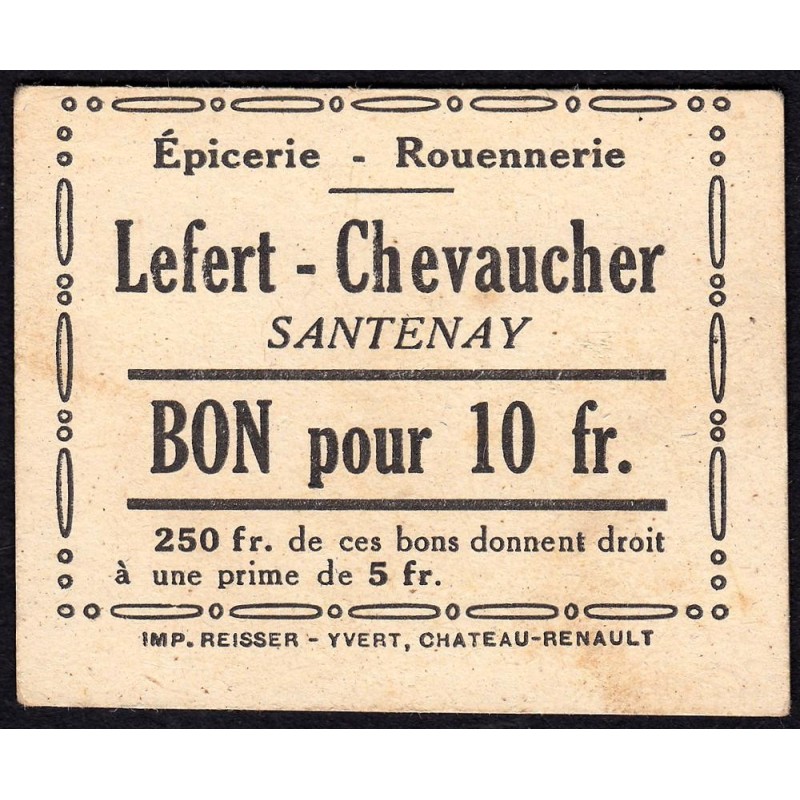 Épicerie - Rouennerie
Lefert - Chevaucher
SANTENAY
BON pour 10 fr.
250 fr. de ces bons donnent droit
à une prime de 5 fr.
IMP. REISSER - YVERT, CHATEAU-RENAULT